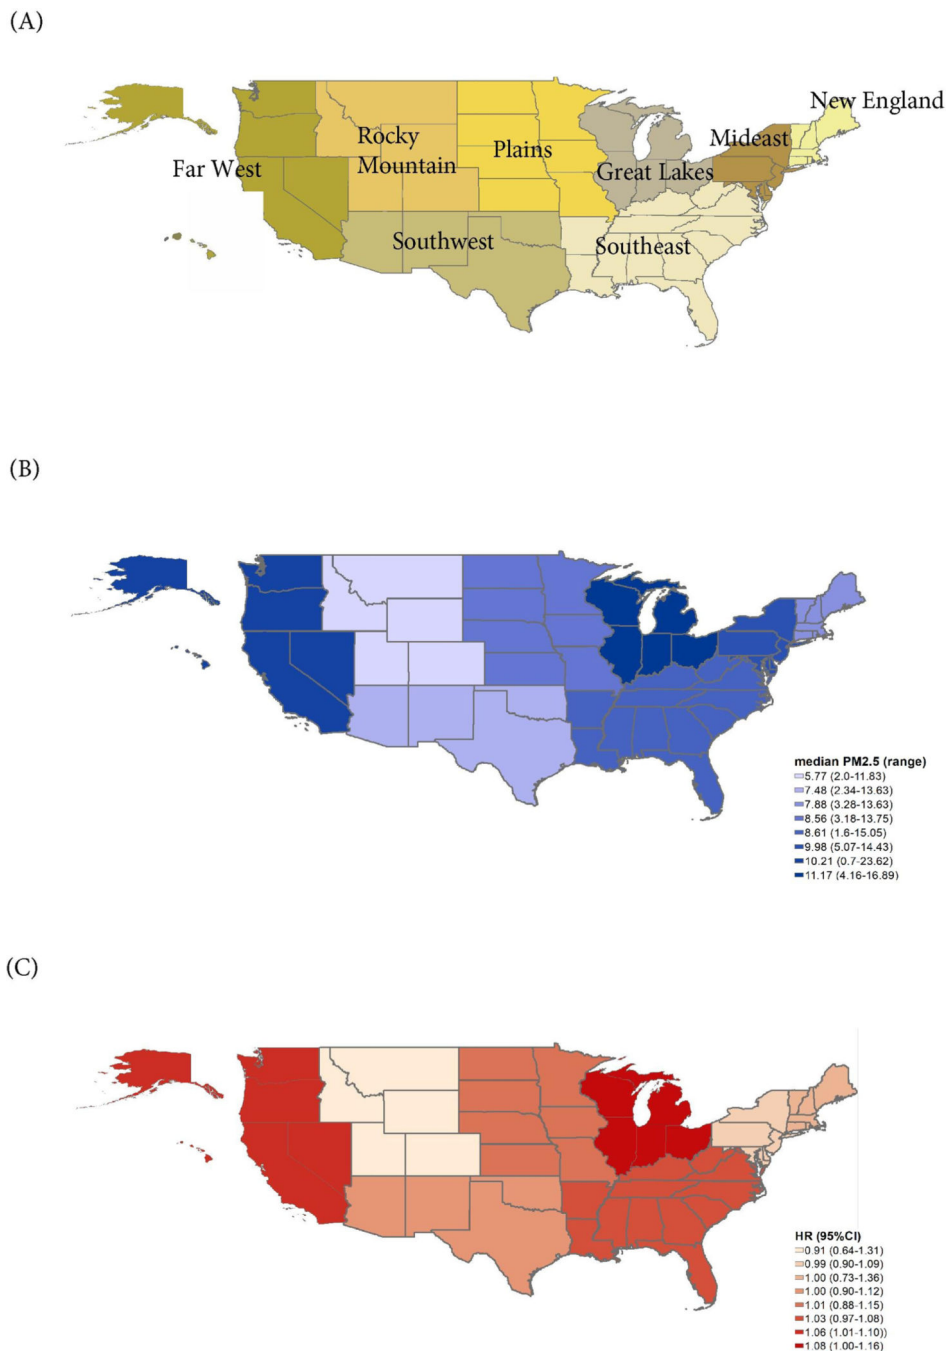 (A)
New England
Rocky
Mountain
Mideast
Plains
Far West
Great Lakes
Southwest
Southeast
(B)
median PM2.5 (range)
5.77 (2.0-11.83)
7.48 (2.34-13.63)
7.88 (3.28-13.63)
8.56 (3.18-13.75)
8.61 (1.6-15.05)
9.98 (5.07-14.43)
10.21 (0.7-23.62)
11.17 (4.16-16.89)
(C)
HR (95%CI)
0.91 (0.64-1.31)
0.99 (0.90-1.09)
1.00 (0.73-1.36)
1.00 (0.90-1.12)
1.01 (0.88-1.15)
1.03 (0.97-1.08)
1.06 (1.01-1.10))
1.08 (1.00-1.16)